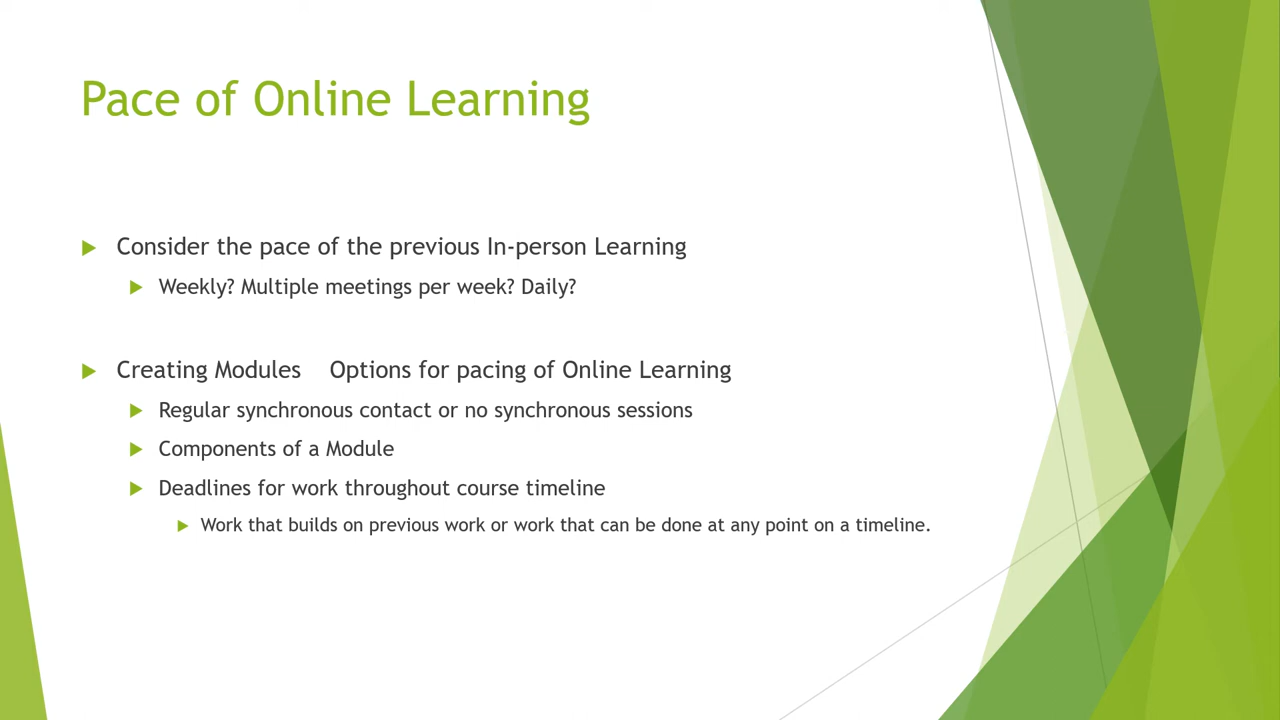 Pace of Online Learning
Consider the pace of the previous In-person Learning
Weekly? Multiple meetings per week? Daily?
Creating Modules    Options for pacing of Online Learning
Regular synchronous contact or no synchronous sessions
Components of a Module
Deadlines for work throughout course timeline
Work that builds on previous work or work that can be done at any point on a timeline.